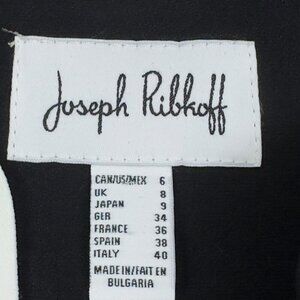 Joseph Ribkoff
CAN/US/MEX 6
UK 8
JAPAN 9
GER 34
FRANCE 36
SPAIN 38
ITALY 40
MADE IN/FAIT EN
BULGARIA